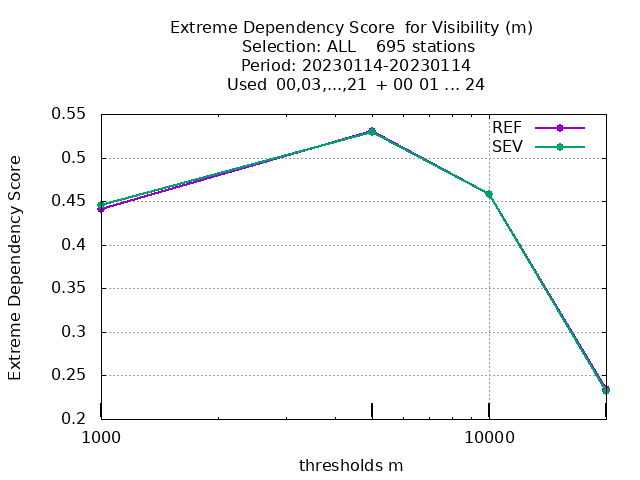 Extreme Dependency Score  for Visibility (m)
Selection: ALL    695 stations
Period: 20230114-20230114
Used  00,03,...,21  + 00 01 ... 24
REF
SEV
Extreme Dependency Score
0.55
0.5
0.45
0.4
0.35
0.3
0.25
0.2
1000
10000
thresholds m